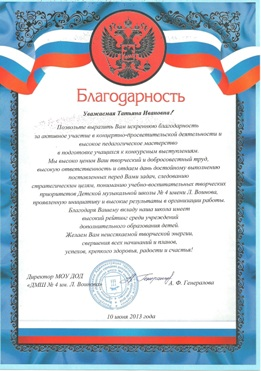 Благодарность
Уважаемая Татьяна Ивановна!
Позвольте выразить Вам искреннюю благодарность
за активное участие в концертно-просветительской деятельности и
высокое педагогическое мастерство
в подготовке учащихся к конкурсным выступлениям.
Мы высоко ценим Ваш творческий и добросовестный труд,
высокую ответственность и отдаем дань достойному выполнению
поставленных перед Вами задач, следованию
стратегическим целям, пониманию учебно-воспитательных творческих
приоритетов Детской музыкальной школы № 4 имени Л. Воинова,
проявленную инициативу и высокие результаты в организации работы.
Благодаря Вашему вкладу наша школа имеет
высокий рейтинг среди учреждений
дополнительного образования детей.
Желаем Вам неиссякаемой творческой энергии,
свершения всех начинаний и планов,
успехов, крепкого здоровья, радости и счастья!
Директор МОУ ДОД
«ДМШ № 4 им. Л. Воинова»
А. Ф. Генералова
10 июня 2013 года